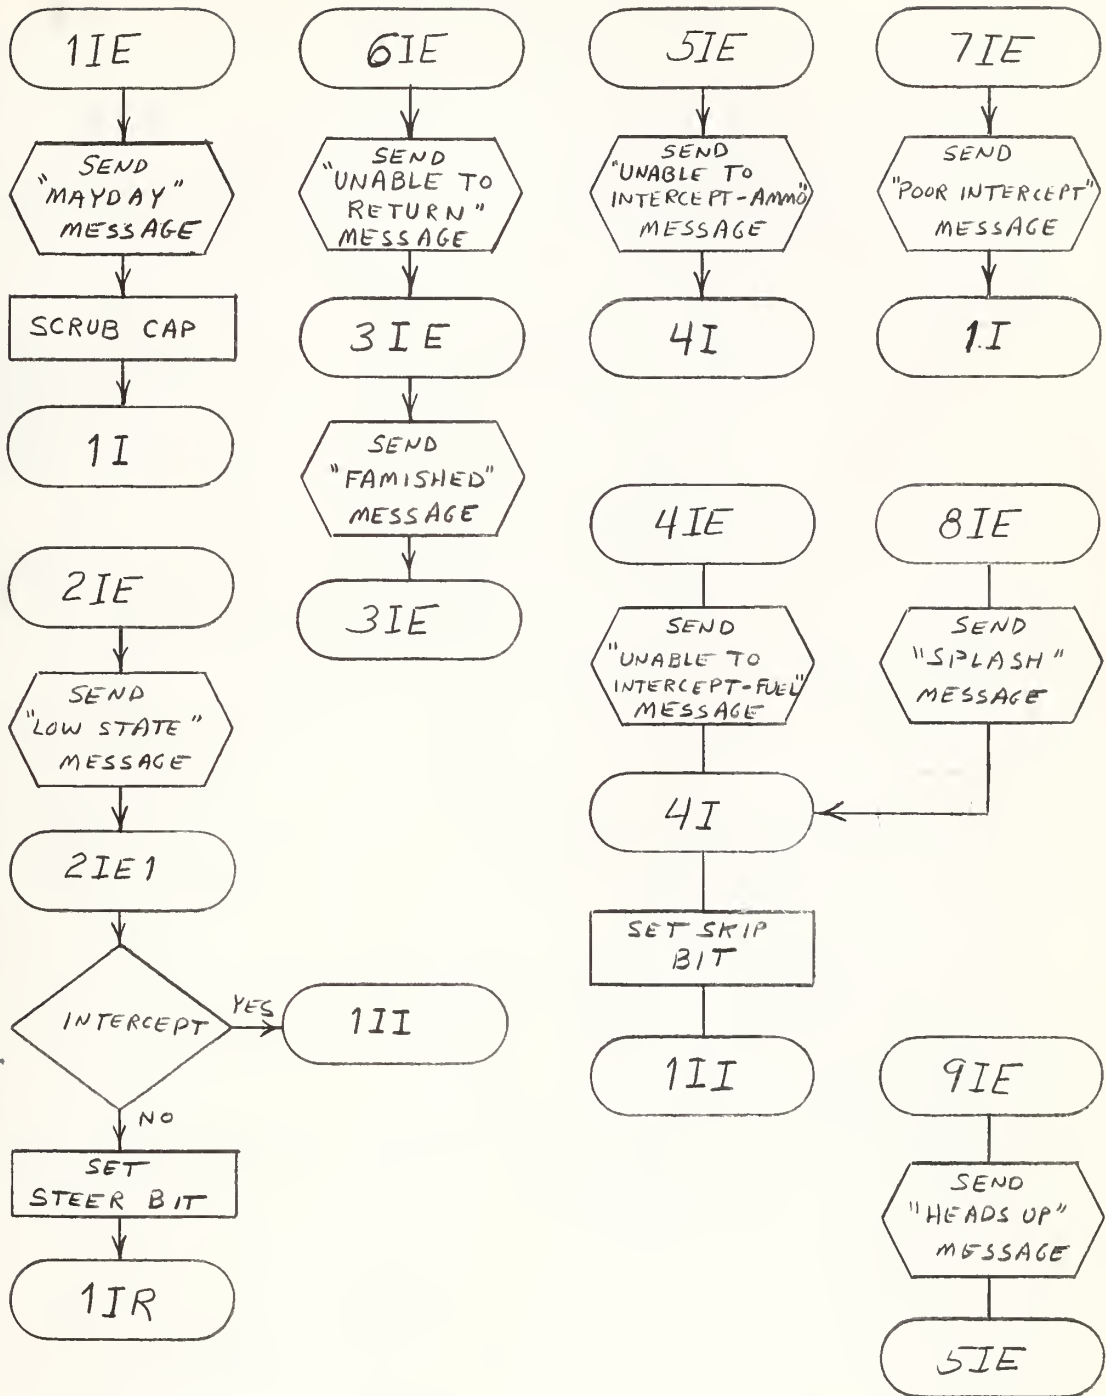 1IE
SEND
"MAYDAY"
MESSAGE
SCRUB CAP
1I
2IE
SEND
"LOW STATE"
MESSAGE
2IE1
INTERCEPT
YES
1II
NO
SET
STEER BIT
1IR
6IE
SEND
"UNABLE TO
RETURN"
MESSAGE
3IE
SEND
"FAMISHED"
MESSAGE
3IE
5IE
SEND
"UNABLE TO
INTERCEPT-AMMO"
MESSAGE
4I
4IE
SEND
"UNABLE TO
INTERCEPT-FUEL"
MESSAGE
4I
SET SKIP
BIT
1II
7IE
SEND
"POOR INTERCEPT"
MESSAGE
1I
8IE
SEND
"SPLASH"
MESSAGE
9IE
SEND
"HEADS UP"
MESSAGE
5IE